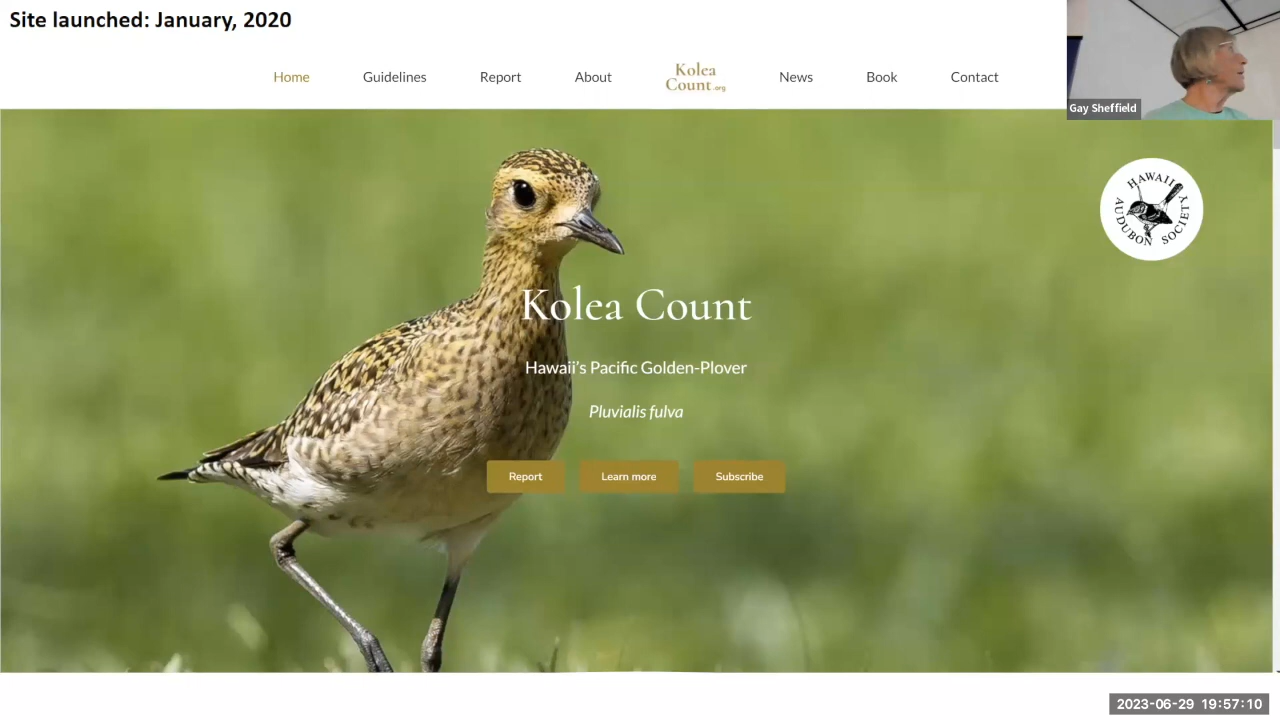 Site launched: January, 2020
Home
Guidelines
Report
About
Kolea
Count.org
News
Book
Contact
Gay Sheffield
HAWAII
AUDUBON SOCIETY
Kolea Count
Hawaii’s Pacific Golden-Plover
Pluvialis fulva
Report
Learn more
Subscribe
2023-06-29 19:57:10